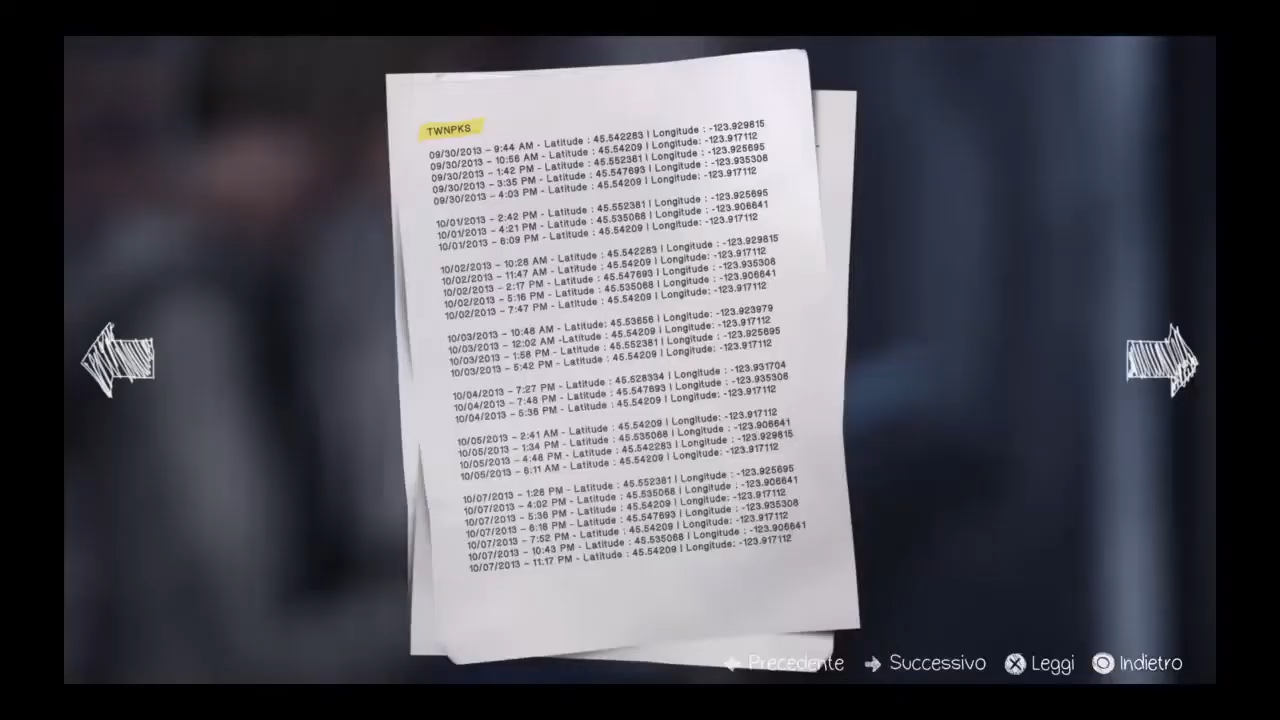 TWNPKS
09/30/2013 - 9:44 AM - Latitude : 45.542283 | Longitude : -123.929815
09/30/2013 - 10:56 AM - Latitude : 45.54209 | Longitude : -123.917112
09/30/2013 - 1:42 PM - Latitude : 45.552381 | Longitude : -123.925695
09/30/2013 - 3:35 PM - Latitude : 45.547693 | Longitude : -123.935308
09/30/2013 - 4:03 PM - Latitude : 45.54209 | Longitude : -123.917112
10/01/2013 - 2:42 PM - Latitude : 45.552381 | Longitude : -123.925695
10/01/2013 - 4:21 PM - Latitude : 45.535068 | Longitude : -123.906641
10/01/2013 - 6:09 PM - Latitude : 45.54209 | Longitude : -123.917112
10/02/2013 - 10:26 AM - Latitude : 45.542283 | Longitude : -123.929815
10/02/2013 - 11:47 AM - Latitude : 45.54209 | Longitude: -123.917112
10/02/2013 - 2:17 PM - Latitude : 45.547693 | Longitude : -123.935308
10/02/2013 - 5:16 PM - Latitude : 45.535068 | Longitude : -123.906641
10/02/2013 - 7:47 PM - Latitude : 45.54209 | Longitude: -123.917112
10/03/2013 - 10:46 AM - Latitude: 45.53656 | Longitude: -123.923979
10/03/2013 - 12:02 AM -Latitude : 45.54209 | Longitude: -123.917112
10/03/2013 - 1:58 PM - Latitude : 45.552381 | Longitude : -123.925695
10/03/2013 - 5:42 PM - Latitude : 45.54209 | Longitude: -123.917112
10/04/2013 - 7:27 PM - Latitude : 45.528334 | Longitude : -123.931704
10/04/2013 - 7:48 PM - Latitude : 45.547693 | Longitude : -123.935308
10/04/2013 - 5:36 PM - Latitude : 45.54209 | Longitude: -123.917112
10/05/2013 - 2:41 AM - Latitude : 45.54209 | Longitude: -123.917112
10/05/2013 - 1:34 PM - Latitude : 45.535068 | Longitude : -123.906641
10/05/2013 - 4:46 PM - Latitude : 45.542283 | Longitude : -123.929815
10/05/2013 - 6:11 AM - Latitude : 45.54209 | Longitude: -123.917112
10/07/2013 - 1:26 PM - Latitude : 45.552381 | Longitude : -123.925695
10/07/2013 - 4:02 PM - Latitude : 45.535068 | Longitude : -123.906641
10/07/2013 - 5:36 PM - Latitude : 45.54209 | Longitude: -123.917112
10/07/2013 - 6:16 PM - Latitude : 45.547693 | Longitude : -123.935308
10/07/2013 - 7:52 PM - Latitude : 45.54209 | Longitude: -123.917112
10/07/2013 - 10:43 PM - Latitude : 45.535068 | Longitude : -123.906641
10/07/2013 - 11:17 PM - Latitude : 45.54209 | Longitude: -123.917112
Precedente Successivo Leggi Indietro